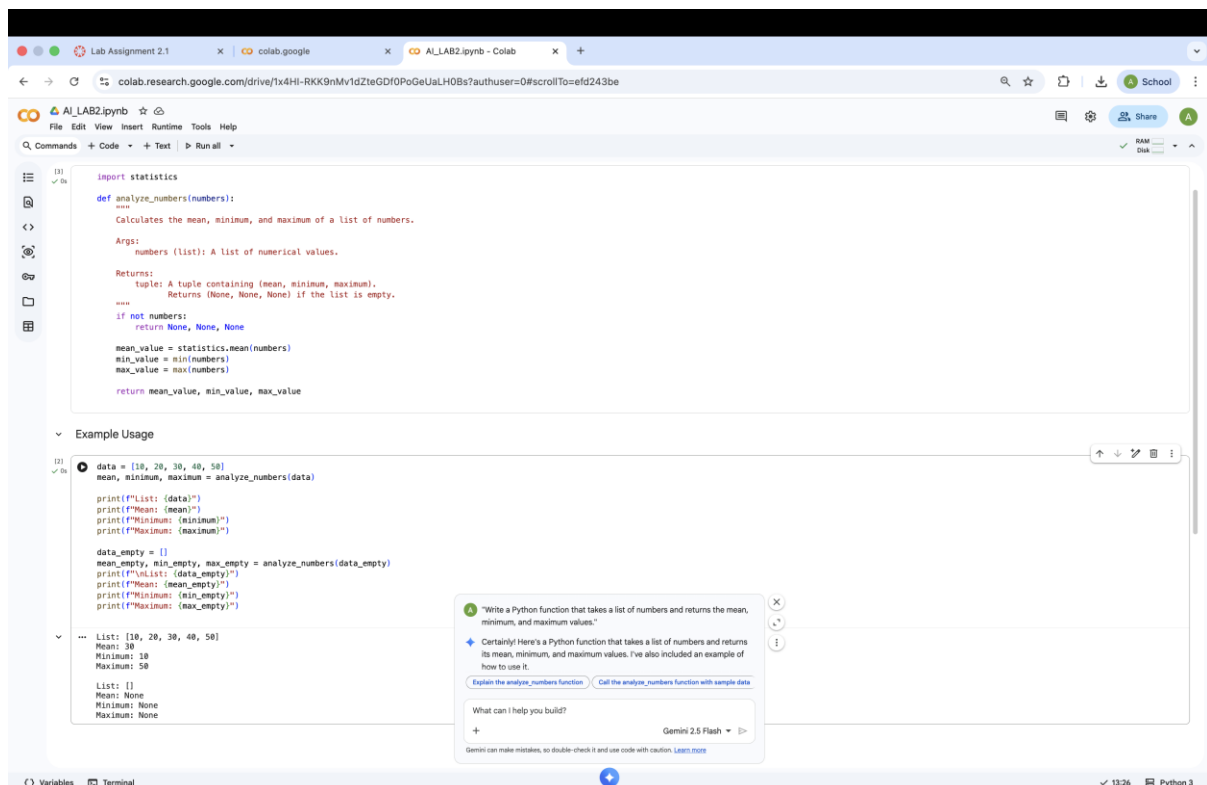 Lab Assignment 2.1
colab.google
AI_LAB2.ipynb - Colab
colab.research.google.com/drive/1x4HI-RKK9nMv1dZteGDf0PoGeUaLH0Bs?authuser=0#scrollTo=efd243be
A School
AI_LAB2.ipynb
File Edit View Insert Runtime Tools Help
Share
A
Commands + Code + Text Run all
RAM
Disk
[3]
0s
import statistics
def analyze_numbers(numbers):
"""
Calculates the mean, minimum, and maximum of a list of numbers.
Args:
numbers (list): A list of numerical values.
Returns:
tuple: A tuple containing (mean, minimum, maximum).
Returns (None, None, None) if the list is empty.
"""
if not numbers:
return None, None, None
mean_value = statistics.mean(numbers)
min_value = min(numbers)
max_value = max(numbers)
return mean_value, min_value, max_value
Example Usage
[2]
0s
data = [10, 20, 30, 40, 50]
mean, minimum, maximum = analyze_numbers(data)
print(f"List: {data}")
print(f"Mean: {mean}")
print(f"Minimum: {minimum}")
print(f"Maximum: {maximum}")
data_empty = []
mean_empty, min_empty, max_empty = analyze_numbers(data_empty)
print(f"\nList: {data_empty}")
print(f"Mean: {mean_empty}")
print(f"Minimum: {min_empty}")
print(f"Maximum: {max_empty}")
List: [10, 20, 30, 40, 50]
Mean: 30
Minimum: 10
Maximum: 50
List: []
Mean: None
Minimum: None
Maximum: None
A "Write a Python function that takes a list of numbers and returns the mean,
minimum, and maximum values."
Certainly! Here's a Python function that takes a list of numbers and returns
its mean, minimum, and maximum values. I've also included an example of
how to use it.
Explain the analyze_numbers function Call the analyze_numbers function with sample data
What can I help you build?
+ Gemini 2.5 Flash
Gemini can make mistakes, so double-check it and use code with caution. Learn more
Variables Terminal
13:26 Python 3